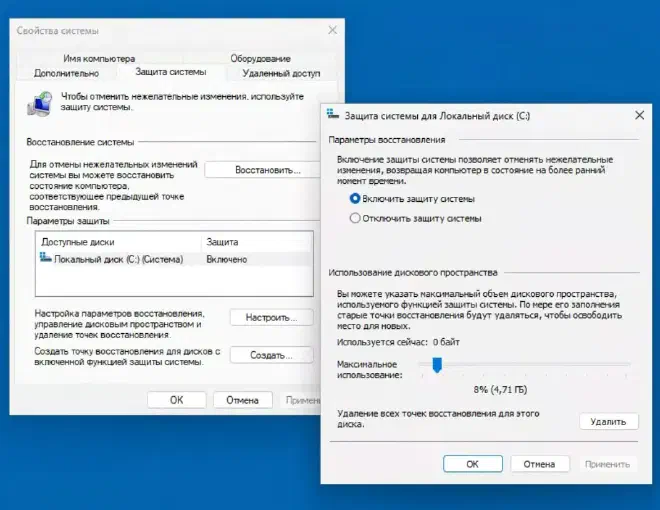 Свойства системы
Имя компьютера
Оборудование
Дополнительно
Защита системы
Удаленный доступ
Чтобы отменить нежелательные изменения, используйте
защиту системы.
Восстановление системы
Для отмены нежелательных изменений
системы вы можете восстановить
состояние компьютера,
соответствующее предыдущей точке
восстановления.
Восстановить...
Параметры защиты
Доступные диски
Защита
Локальный диск (C:) (Система)
Включено
Настройка параметров восстановления,
управление дисковым пространством и
удаление точек восстановления.
Настроить...
Создать точку восстановления для дисков с
включенной функцией защиты системы.
Создать...
ОК
Отмена
Примени
Защита системы для Локальный диск (C:)
Параметры восстановления
Включение защиты системы позволяет отменять нежелательные
изменения, возвращая компьютер в состояние на более ранний
момент времени.
Включить защиту системы
Отключить защиту системы
Использование дискового пространства
Вы можете указать максимальный объем дискового пространства,
используемого функцией защиты системы. По мере его заполнения
старые точки восстановления будут удаляться, чтобы освободить
место для новых.
Используется сейчас: 0 байт
Максимальное
использование:
8% (4,71 ГБ)
Удаление всех точек восстановления для этого
диска.
Удалить
ОК
Отмена
Применить